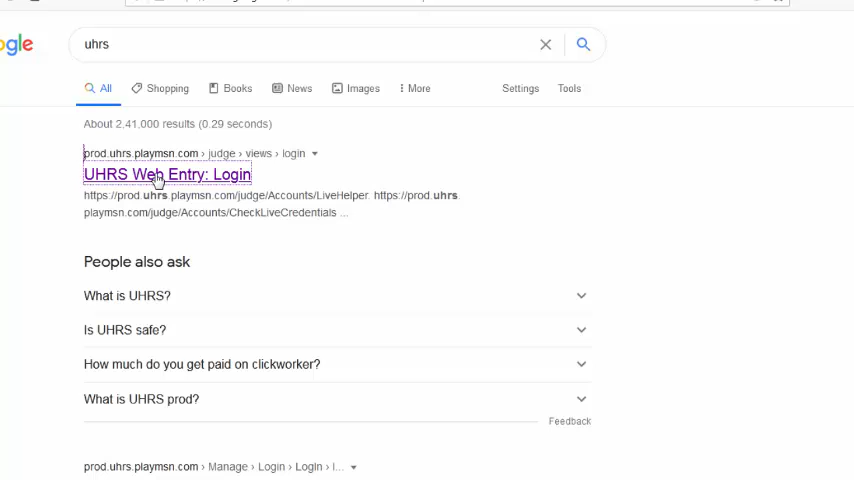 gle
uhrs
All Shopping Books News Images More Settings Tools
About 2,41,000 results (0.29 seconds)
prod.uhrs.playmsn.com › judge › views › login
UHRS Web Entry: Login
https://prod.uhrs.playmsn.com/judge/Accounts/LiveHelper. https://prod.uhrs.
playmsn.com/judge/Accounts/CheckLiveCredentials ...
People also ask
What is UHRS?
Is UHRS safe?
How much do you get paid on clickworker?
What is UHRS prod?
Feedback
prod.uhrs.playmsn.com › Manage › Login › Login › l...